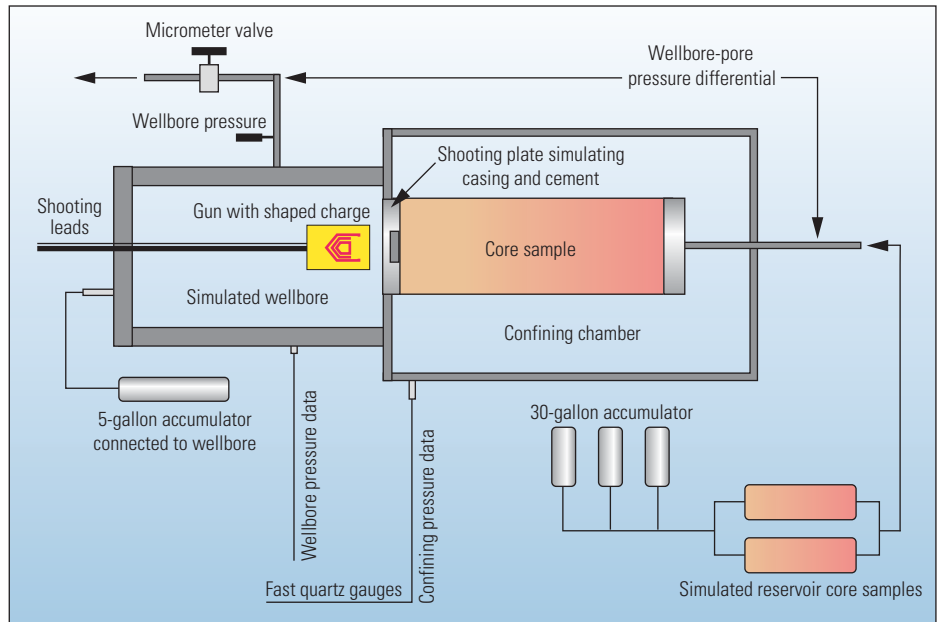 Micrometer valve
Wellbore-pore
pressure differential
Wellbore pressure
Shooting plate simulating
casing and cement
Shooting
leads
Gun with shaped charge
Core sample
Simulated wellbore
Confining chamber
5-gallon accumulator
connected to wellbore
Wellbore pressure data
Confining pressure data
30-gallon accumulator
Fast quartz gauges
Simulated reservoir core samples